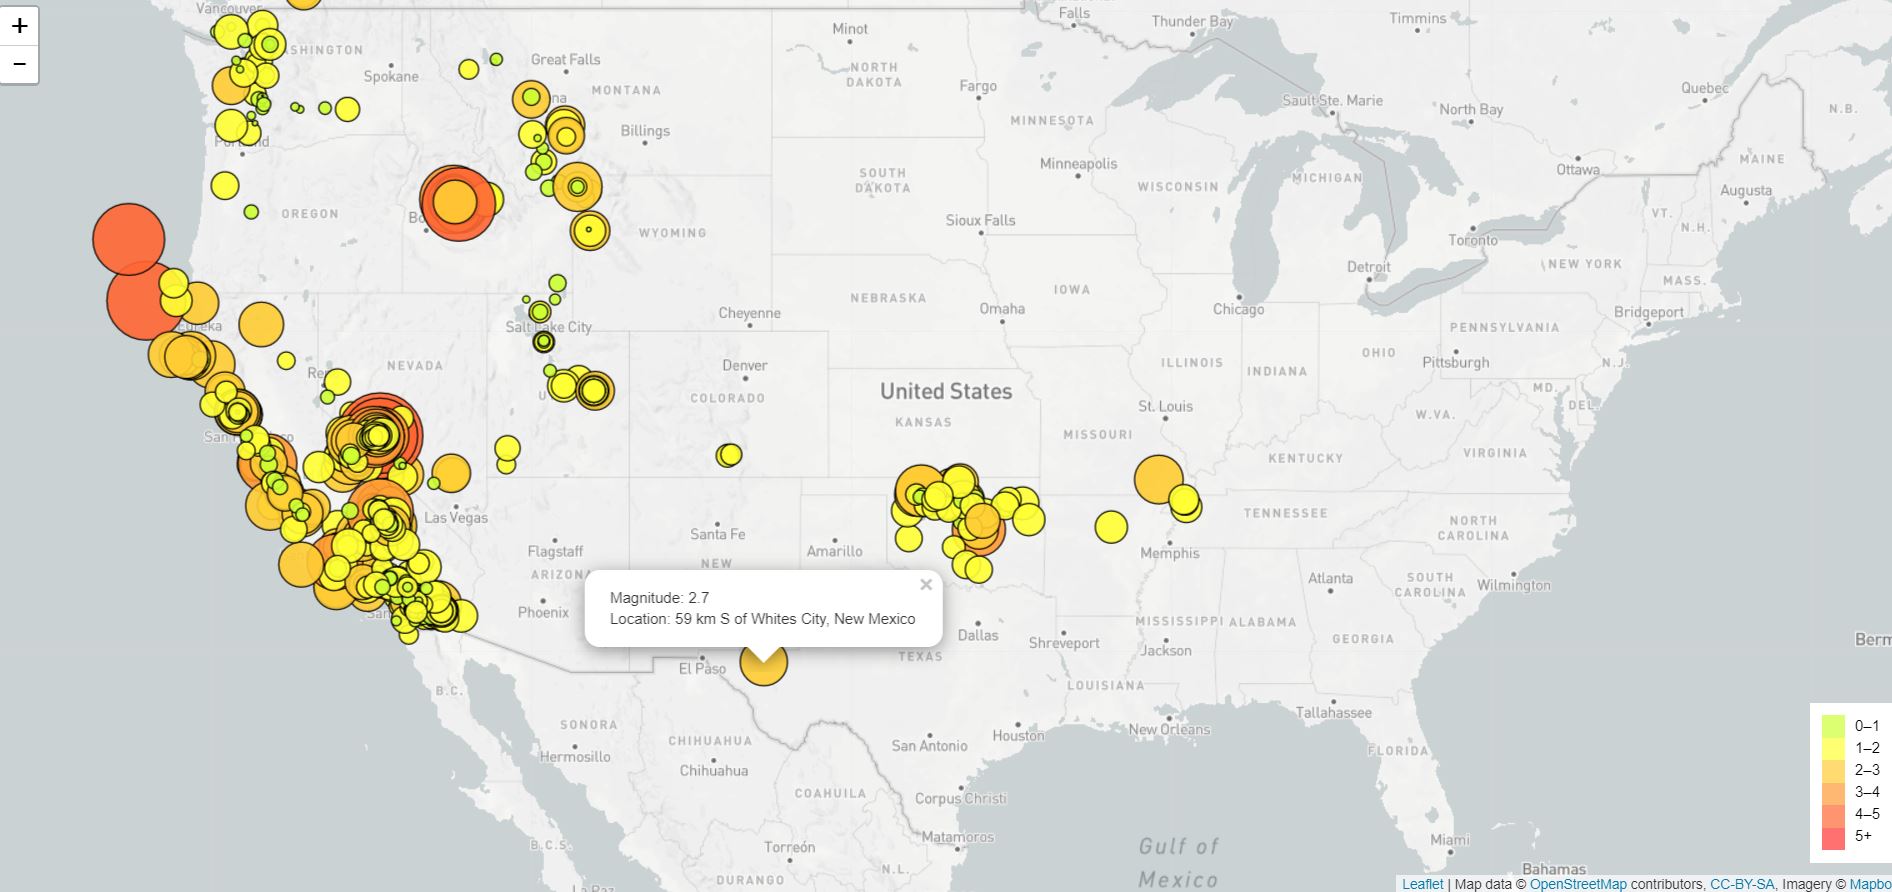 +
−
Vancouver
Falls
Thunder Bay
Timmins
Minot
Great Falls
SHINGTON
Spokane
NORTH
DAKOTA
Fargo
MONTANA
Quebec
Sault-Ste. Marie
North Bay
N.B.
MINNESOTA
Billings
Portland
Minneapolis
MAINE
Ottawa
SOUTH
DAKOTA
WISCONSIN
MICHIGAN
Augusta
OREGON
Bo
Sioux Falls
VT.
N.H.
WYOMING
Toronto
Detroit
NEW YORK
MASS.
IOWA
NEBRASKA
Omaha
Chicago
Cheyenne
Bridgeport
Eureka
Salt Lake City
PENNSYLVANIA
OHIO
ILLINOIS
INDIANA
Pittsburgh
N.J.
NEVADA
Re
Denver
United States
MD.
DEL.
U
COLORADO
St. Louis
W.VA.
KANSAS
MISSOURI
San F
co
VIRGINIA
KENTUCKY
Las Vegas
TENNESSEE
NORTH
CAROLINA
Santa Fe
Flagstaff
Amarillo
Memphis
NEW
ARIZONA
Atlanta
SOUTH
CAROLINA
Wilmington
×
Magnitude: 2.7
Location: 59 km S of Whites City, New Mexico
Phoenix
San
MISSISSIPPI
ALABAMA
Dallas
Shreveport
Jackson
GEORGIA
Berm
TEXAS
El Paso
B.C.
LOUISIANA
Tallahassee
SONORA
New Orleans
Houston
CHIHUAHUA
San Antonio
Hermosillo
FLORIDA
Chihuahua
COAHUILA
Corpus Christi
Matamoros
Miami
B.C.S.
Torreón
Gulf of
Mexico
N.L.
DURANGO
La Paz
Bahamas
0–1
1–2
2–3
3–4
4–5
5+
Leaflet | Map data © OpenStreetMap contributors, CC-BY-SA, Imagery © Mapbo